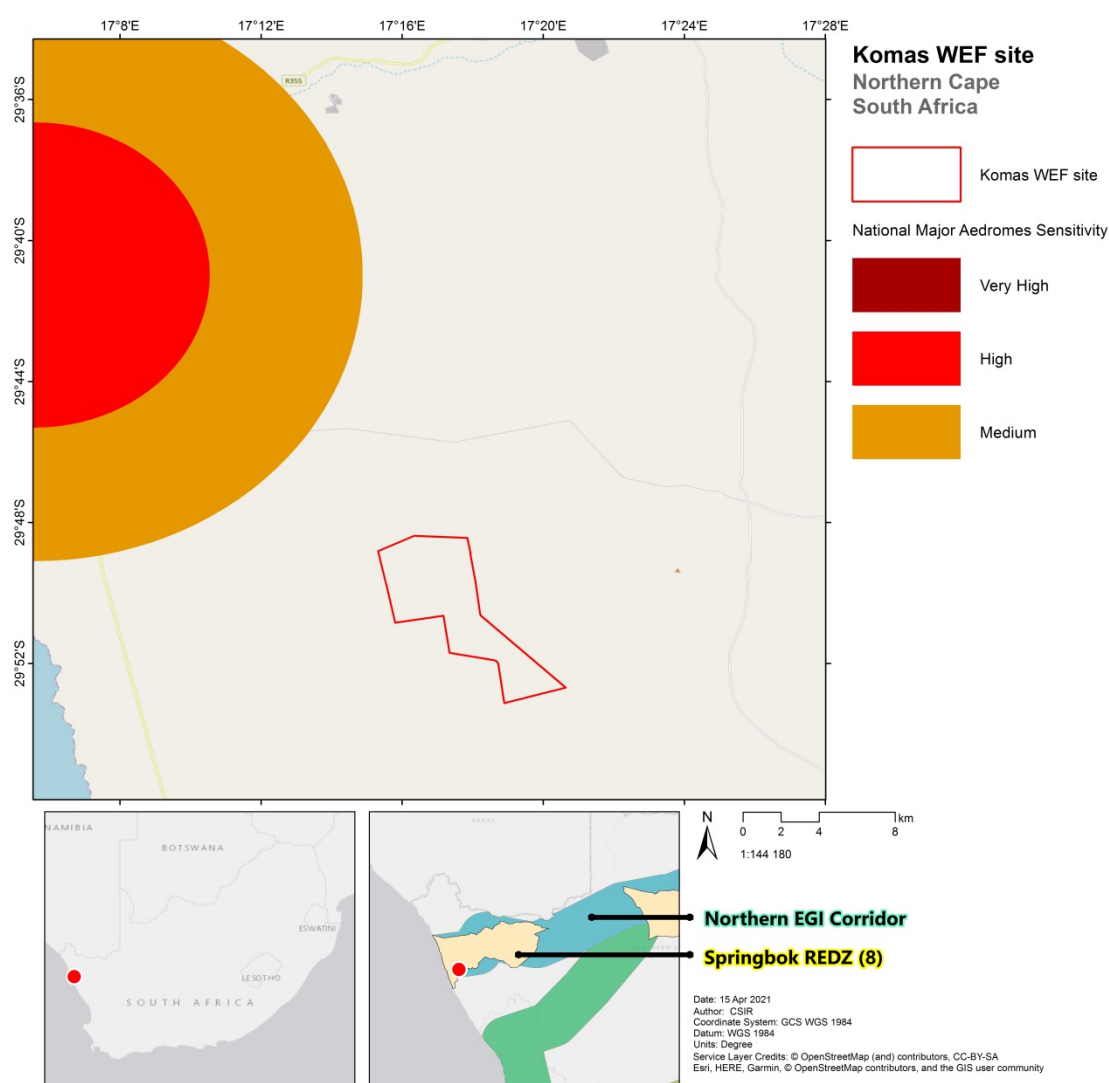 17°8'E 17°12'E 17°16'E 17°20'E 17°24'E 17°28'E
29°36'S
29°40'S
29°44'S
29°48'S
29°52'S
R355
Komas WEF site
Northern Cape
South Africa
Komas WEF site
National Major Aedromes Sensitivity
Very High
High
Medium
NAMIBIA
BOTSWANA
ESWATINI
LESOTHO
SOUTH AFRICA
N
0 2 4 8 km
1:144 180
Northern EGI Corridor
Springbok REDZ (8)
Date: 15 Apr 2021
Author: CSIR
Coordinate System: GCS WGS 1984
Datum: WGS 1984
Units: Degree
Service Layer Credits: © OpenStreetMap (and) contributors, CC-BY-SA
Esri, HERE, Garmin, © OpenStreetMap contributors, and the GIS user community